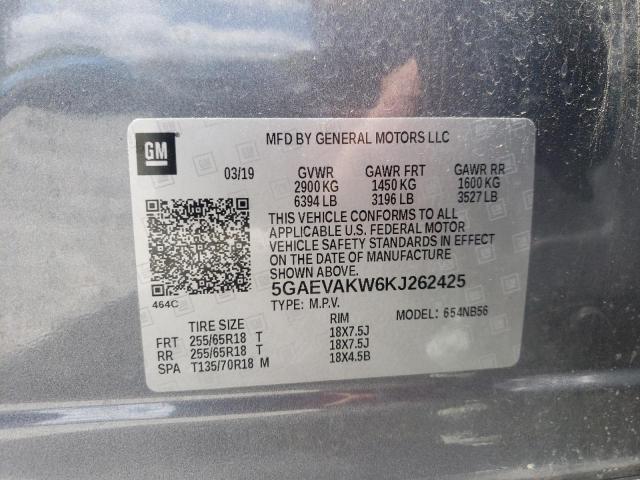 GM
MFD BY GENERAL MOTORS LLC
03/19 GVWR GAWR FRT GAWR RR
2900 KG 1450 KG 1600 KG
6394 LB 3196 LB 3527 LB
THIS VEHICLE CONFORMS TO ALL
APPLICABLE U.S. FEDERAL MOTOR
VEHICLE SAFETY STANDARDS IN EFFECT
ON THE DATE OF MANUFACTURE
SHOWN ABOVE.
464C
5GAEVAKW6KJ262425
TYPE: M.P.V. MODEL: 654NB56
TIRE SIZE RIM
FRT 255/65R18 T 18X7.5J
RR 255/65R18 T 18X7.5J
SPA T135/70R18 M 18X4.5B